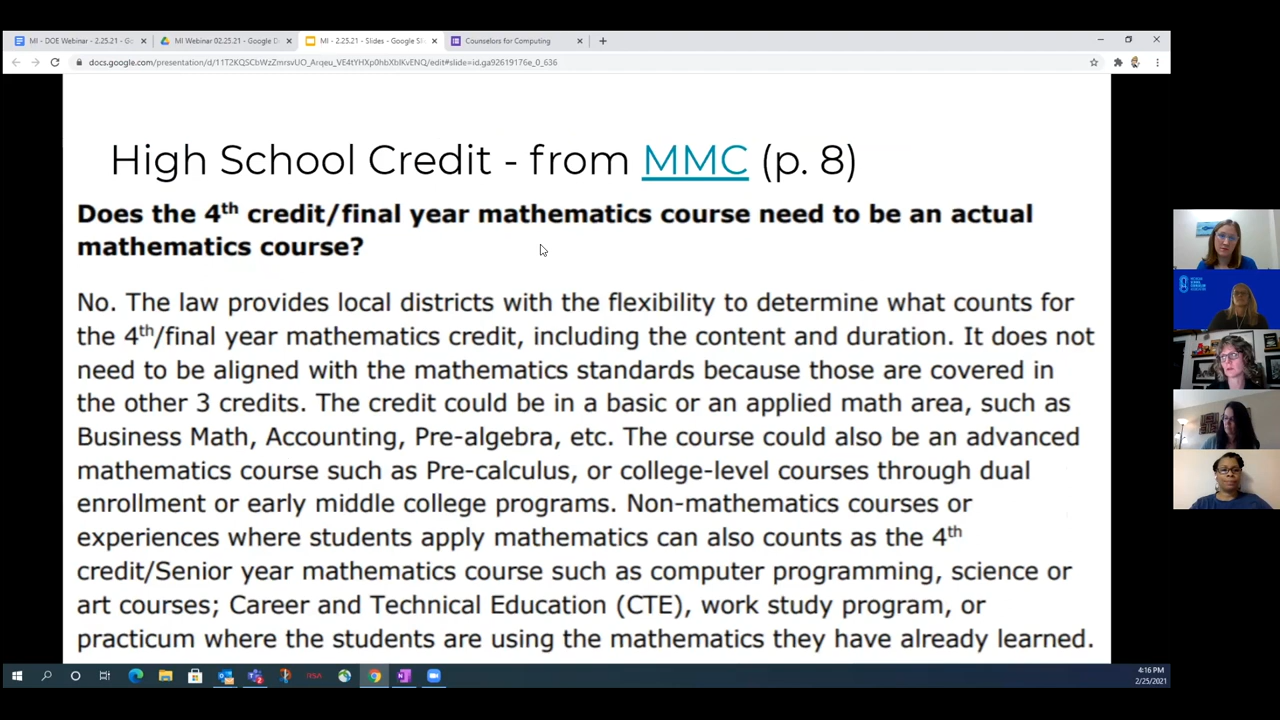 MI - DOE Webinar - 2.25.21 - Go
MI Webinar 02.25.21 - Google D
MI - 2.25.21 - Slides - Google Sli
Counselors for Computing
docs.google.com/presentation/d/11T2KQSCbWzZmrsvUO_Arqeu_VE4tYHXp0hbXbIKvENQ/edit#slide=id.ga92619176e_0_636
High School Credit - from MMC (p. 8)
Does the 4th credit/final year mathematics course need to be an actual
mathematics course?
No. The law provides local districts with the flexibility to determine what counts for
the 4th/final year mathematics credit, including the content and duration. It does not
need to be aligned with the mathematics standards because those are covered in
the other 3 credits. The credit could be in a basic or an applied math area, such as
Business Math, Accounting, Pre-algebra, etc. The course could also be an advanced
mathematics course such as Pre-calculus, or college-level courses through dual
enrollment or early middle college programs. Non-mathematics courses or
experiences where students apply mathematics can also counts as the 4th
credit/Senior year mathematics course such as computer programming, science or
art courses; Career and Technical Education (CTE), work study program, or
practicum where the students are using the mathematics they have already learned.
4:16 PM
2/25/2021